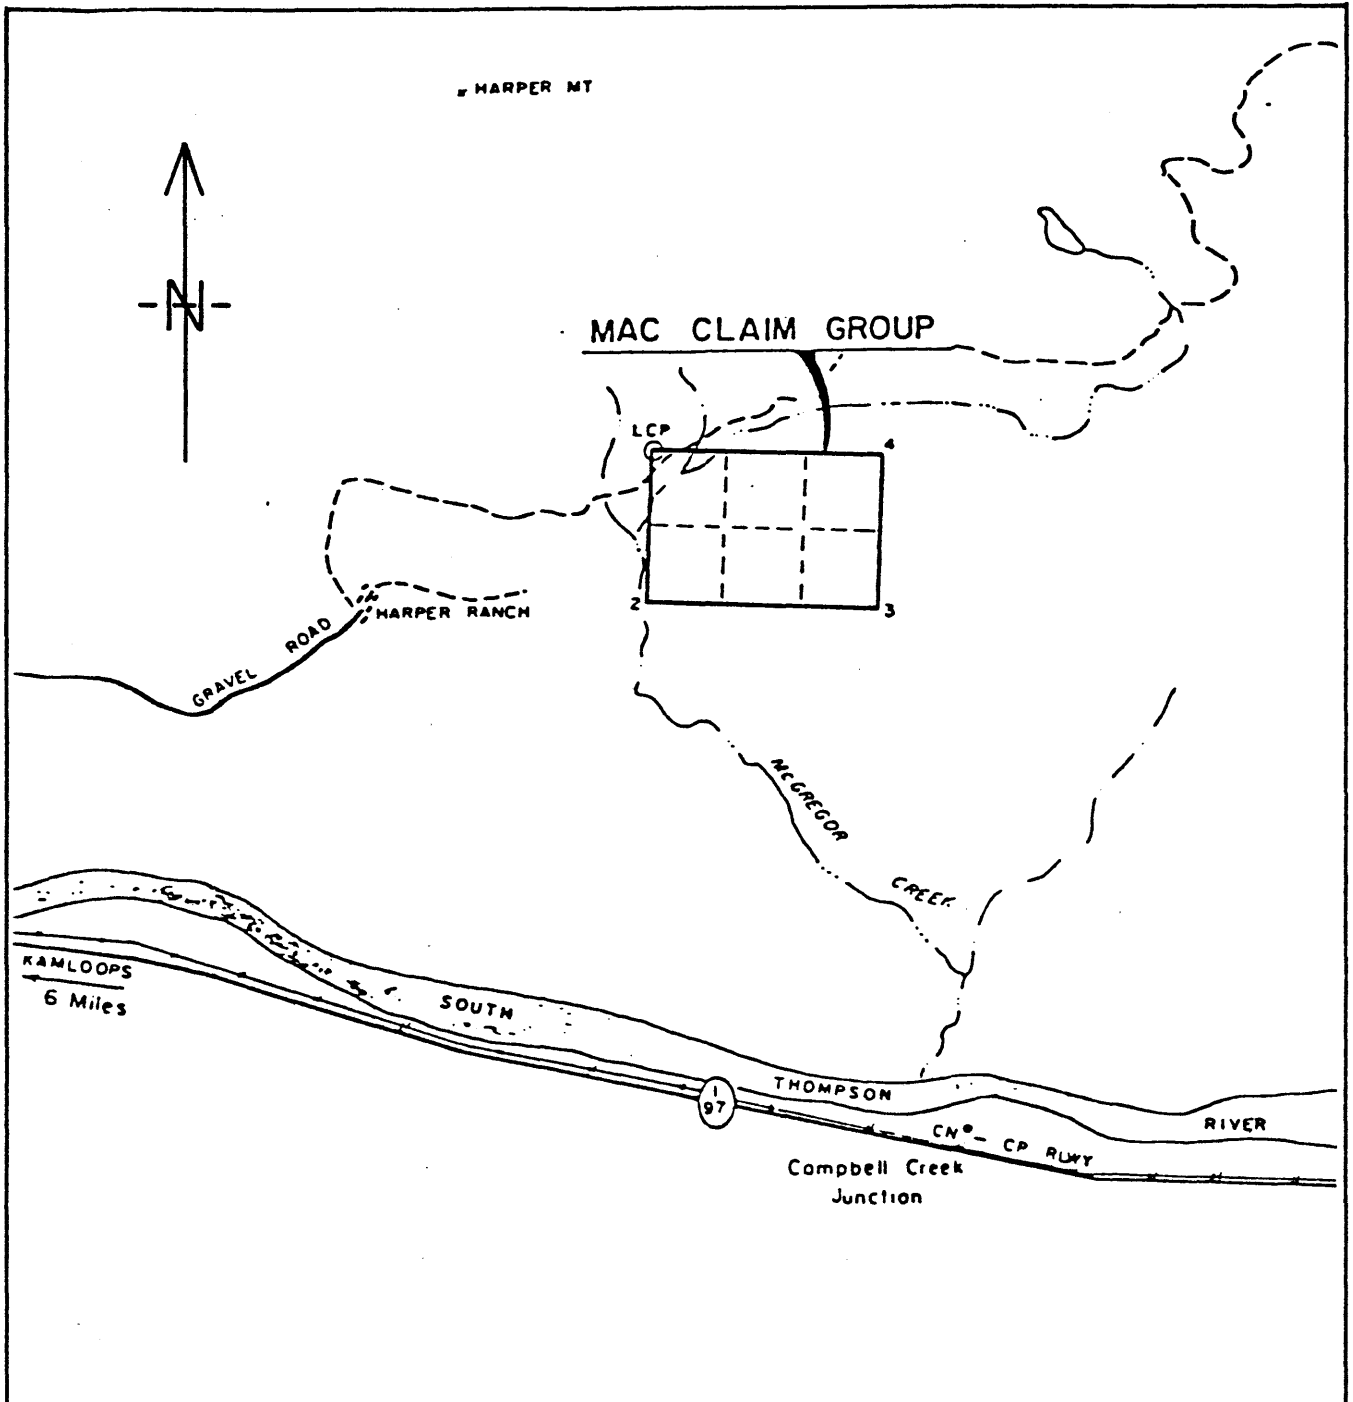 HARPER MT
N
MAC CLAIM GROUP
LCP
4
2
3
HARPER RANCH
GRAVEL ROAD
McGREGOR CREEK
KAMLOOPS
6 Miles
SOUTH THOMPSON RIVER
1
97
CN - CP RLWY
Campbell Creek
Junction